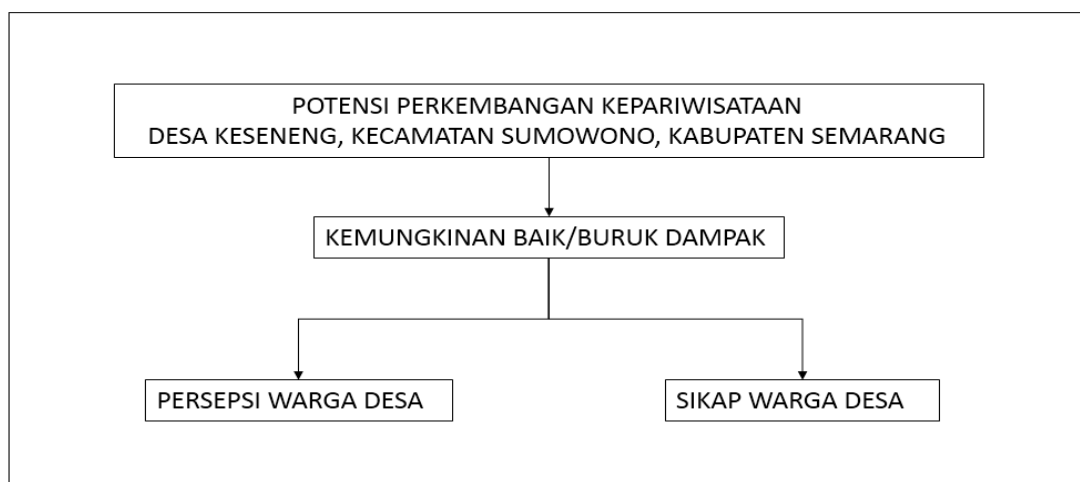 POTENSI PERKEMBANGAN KEPARIWISATAAN
DESA KESENENG, KECAMATAN SUMOWONO, KABUPATEN SEMARANG
KEMUNGKINAN BAIK/BURUK DAMPAK
PERSEPSI WARGA DESA
SIKAP WARGA DESA